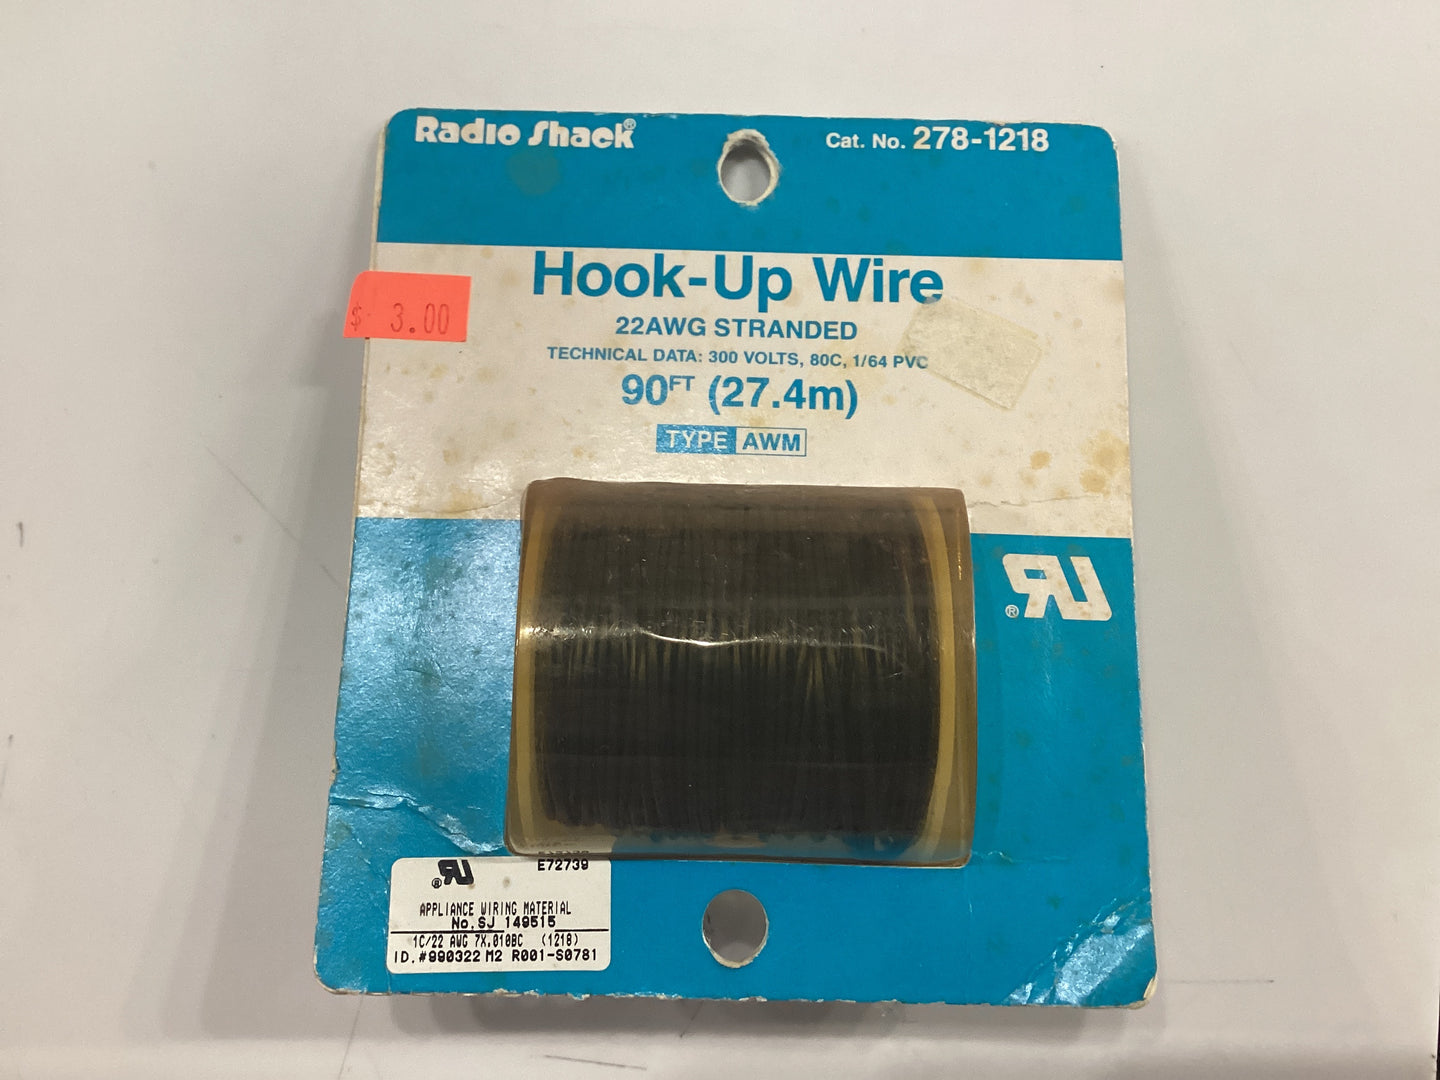 Radio Shack®
Cat. No. 278-1218
Hook-Up Wire
$ 3.00
22AWG STRANDED
TECHNICAL DATA: 300 VOLTS, 80C, 1/64 PVC
90FT (27.4m)
TYPE AWM
RU®
RU®
E72739
APPLIANCE WIRING MATERIAL
No.SJ 149515
1C/22 AWG 7X.010BC (1218)
ID.#990322 M2 R001-S0781